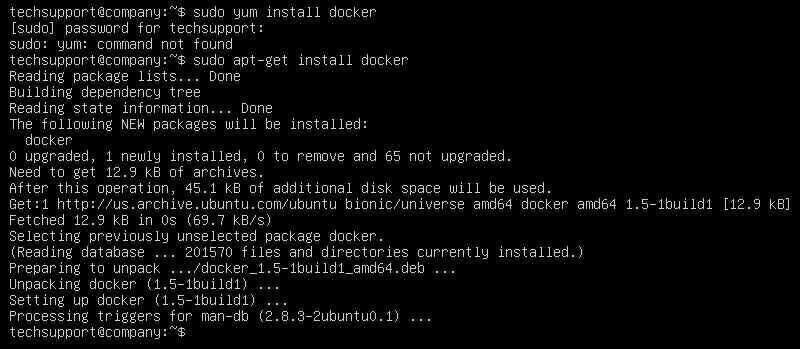 techsupport@company:~$ sudo yum install docker
[sudo] password for techsupport:
sudo: yum: command not found
techsupport@company:~$ sudo apt-get install docker
Reading package lists... Done
Building dependency tree
Reading state information... Done
The following NEW packages will be installed:
  docker
0 upgraded, 1 newly installed, 0 to remove and 65 not upgraded.
Need to get 12.9 kB of archives.
After this operation, 45.1 kB of additional disk space will be used.
Get:1 http://us.archive.ubuntu.com/ubuntu bionic/universe amd64 docker amd64 1.5-1build1 [12.9 kB]
Fetched 12.9 kB in 0s (69.7 kB/s)
Selecting previously unselected package docker.
(Reading database ... 201570 files and directories currently installed.)
Preparing to unpack .../docker_1.5-1build1_amd64.deb ...
Unpacking docker (1.5-1build1) ...
Setting up docker (1.5-1build1) ...
Processing triggers for man-db (2.8.3-2ubuntu0.1) ...
techsupport@company:~$